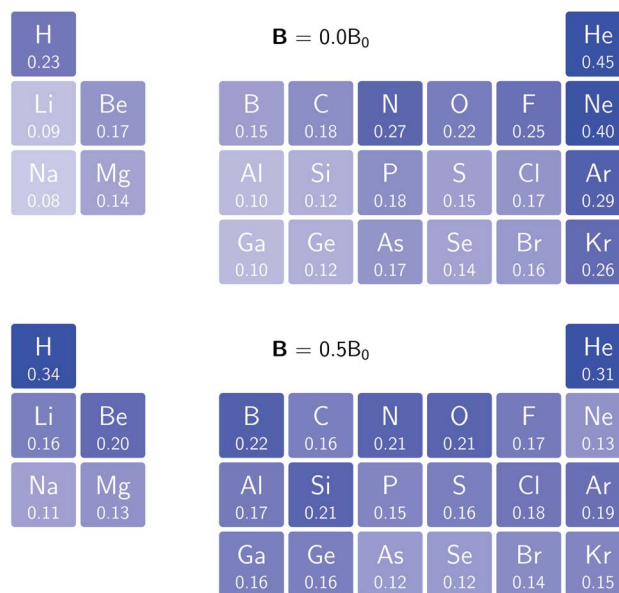 H B = 0.0B₀ He
0.23 0.45
Li Be B C N O F Ne
0.09 0.17 0.15 0.18 0.27 0.22 0.25 0.40
Na Mg Al Si P S Cl Ar
0.08 0.14 0.10 0.12 0.18 0.15 0.17 0.29
Ga Ge As Se Br Kr
0.10 0.12 0.17 0.14 0.16 0.26
H B = 0.5B₀ He
0.34 0.31
Li Be B C N O F Ne
0.16 0.20 0.22 0.16 0.21 0.21 0.17 0.13
Na Mg Al Si P S Cl Ar
0.11 0.13 0.17 0.21 0.15 0.16 0.18 0.19
Ga Ge As Se Br Kr
0.16 0.16 0.12 0.12 0.14 0.15